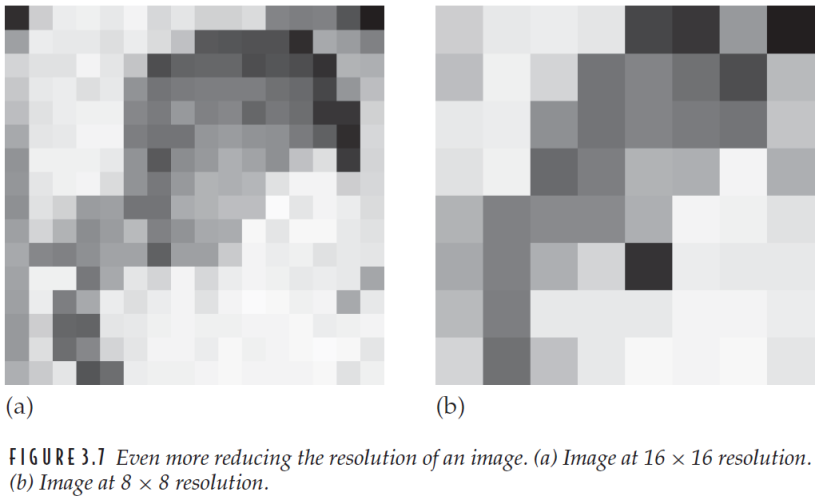 (a)
(b)
FIGURE 3.7 Even more reducing the resolution of an image. (a) Image at 16 × 16 resolution.
(b) Image at 8 × 8 resolution.